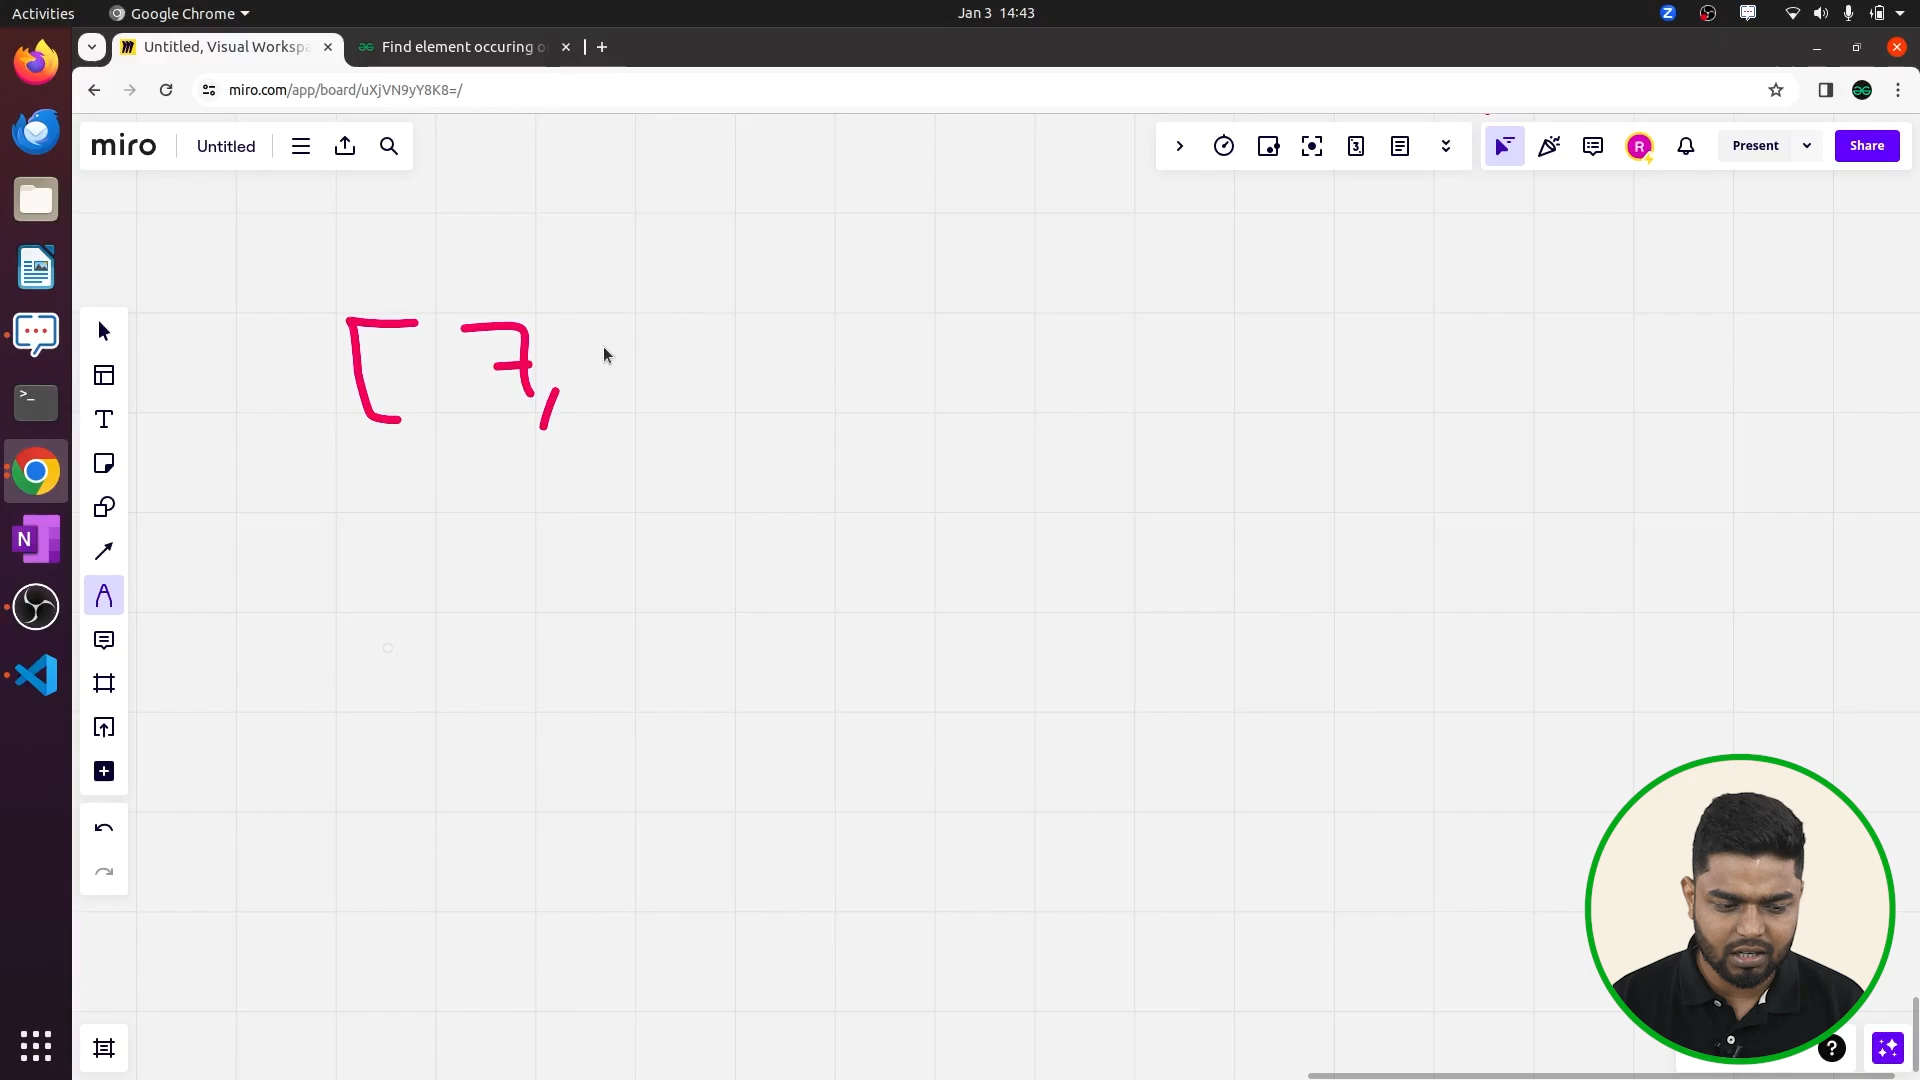 Activities Google Chrome Jan 3 14:43
Untitled, Visual Workspa Find element occuring o
miro.com/app/board/uXjVN9yY8K8=/
miro Untitled 3 R Present Share
[ 7,
>_
T
N
?